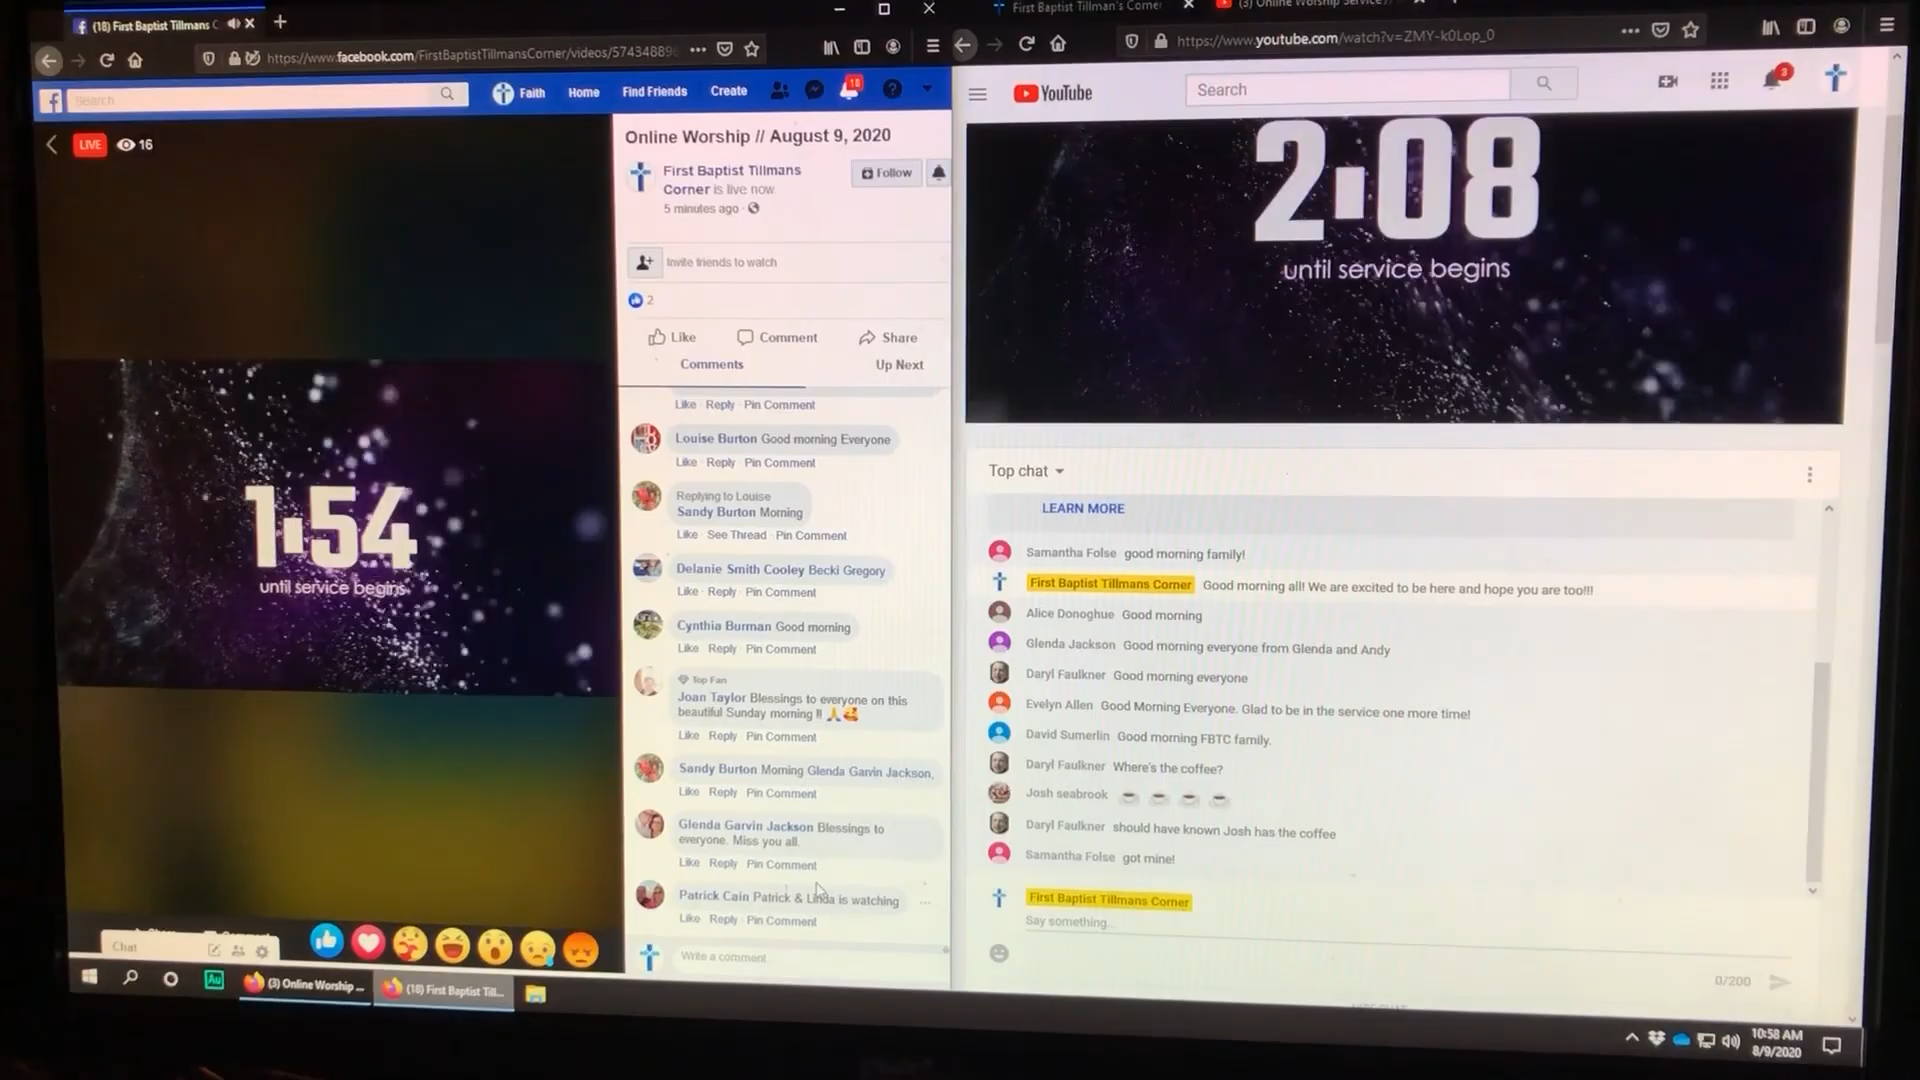 (18) First Baptist Tillmans C
https://www.facebook.com/FirstBaptistTillmansCorner/videos/57434889
Search
Faith
Home
Find Friends
Create
18
LIVE
16
1:54
until service begins
Online Worship // August 9, 2020
First Baptist Tillmans
Corner is live now.
5 minutes ago
Follow
Invite friends to watch
2
Like
Comment
Share
Comments
Up Next
Like Reply Pin Comment
Louise Burton Good morning Everyone
Like Reply Pin Comment
Replying to Louise
Sandy Burton Morning
Like See Thread Pin Comment
Delanie Smith Cooley Becki Gregory
Like Reply Pin Comment
Cynthia Burman Good morning
Like Reply Pin Comment
Top Fan
Joan Taylor Blessings to everyone on this
beautiful Sunday morning !! 🙏🥰
Like Reply Pin Comment
Sandy Burton Morning Glenda Garvin Jackson,
Like Reply Pin Comment
Glenda Garvin Jackson Blessings to
everyone. Miss you all.
Like Reply Pin Comment
Patrick Cain Patrick & Linda is watching
Like Reply Pin Comment
Write a comment
Chat
First Baptist Tillman's Corner
(3) Online Worship Service
https://www.youtube.com/watch?v=ZMY-k0Lop_0
YouTube
Search
3
2:08
until service begins
Top chat
LEARN MORE
Samantha Folse good morning family!
First Baptist Tillmans Corner Good morning all! We are excited to be here and hope you are too!!!
Alice Donoghue Good morning
Glenda Jackson Good morning everyone from Glenda and Andy
Daryl Faulkner Good morning everyone
Evelyn Allen Good Morning Everyone. Glad to be in the service one more time!
David Sumerlin Good morning FBTC family.
Daryl Faulkner Where's the coffee?
Josh seabrook ☕ ☕ ☕ ☕
Daryl Faulkner should have known Josh has the coffee
Samantha Folse got mine!
First Baptist Tillmans Corner
Say something...
0/200
Au
(3) Online Worship ...
(18) First Baptist Till...
10:58 AM
8/9/2020